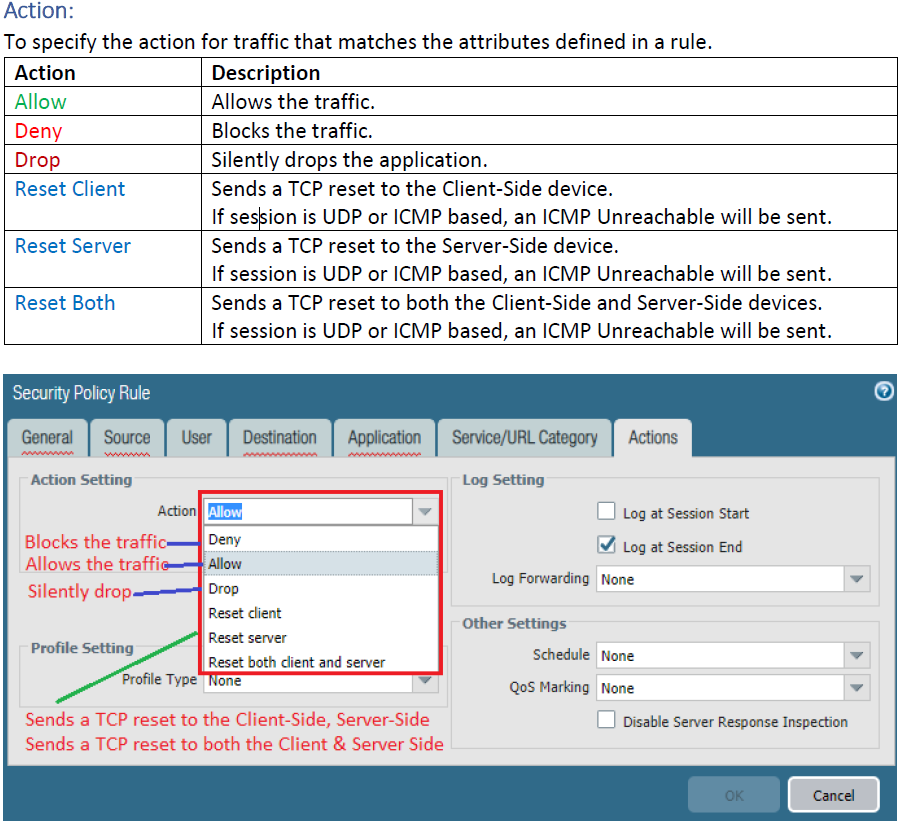 Action:
To specify the action for traffic that matches the attributes defined in a rule.
Action Description
Allow Allows the traffic.
Deny Blocks the traffic.
Drop Silently drops the application.
Reset Client Sends a TCP reset to the Client-Side device.
If session is UDP or ICMP based, an ICMP Unreachable will be sent.
Reset Server Sends a TCP reset to the Server-Side device.
If session is UDP or ICMP based, an ICMP Unreachable will be sent.
Reset Both Sends a TCP reset to both the Client-Side and Server-Side devices.
If session is UDP or ICMP based, an ICMP Unreachable will be sent.
Security Policy Rule
General Source User Destination Application Service/URL Category Actions
Action Setting
Action Allow
Blocks the traffic Deny
Allows the traffic Allow
Silently drop Drop
Reset client
Reset server
Reset both client and server
Profile Setting
Profile Type None
Sends a TCP reset to the Client-Side, Server-Side
Sends a TCP reset to both the Client & Server Side
Log Setting
Log at Session Start
Log at Session End
Log Forwarding None
Other Settings
Schedule None
QoS Marking None
Disable Server Response Inspection
OK Cancel